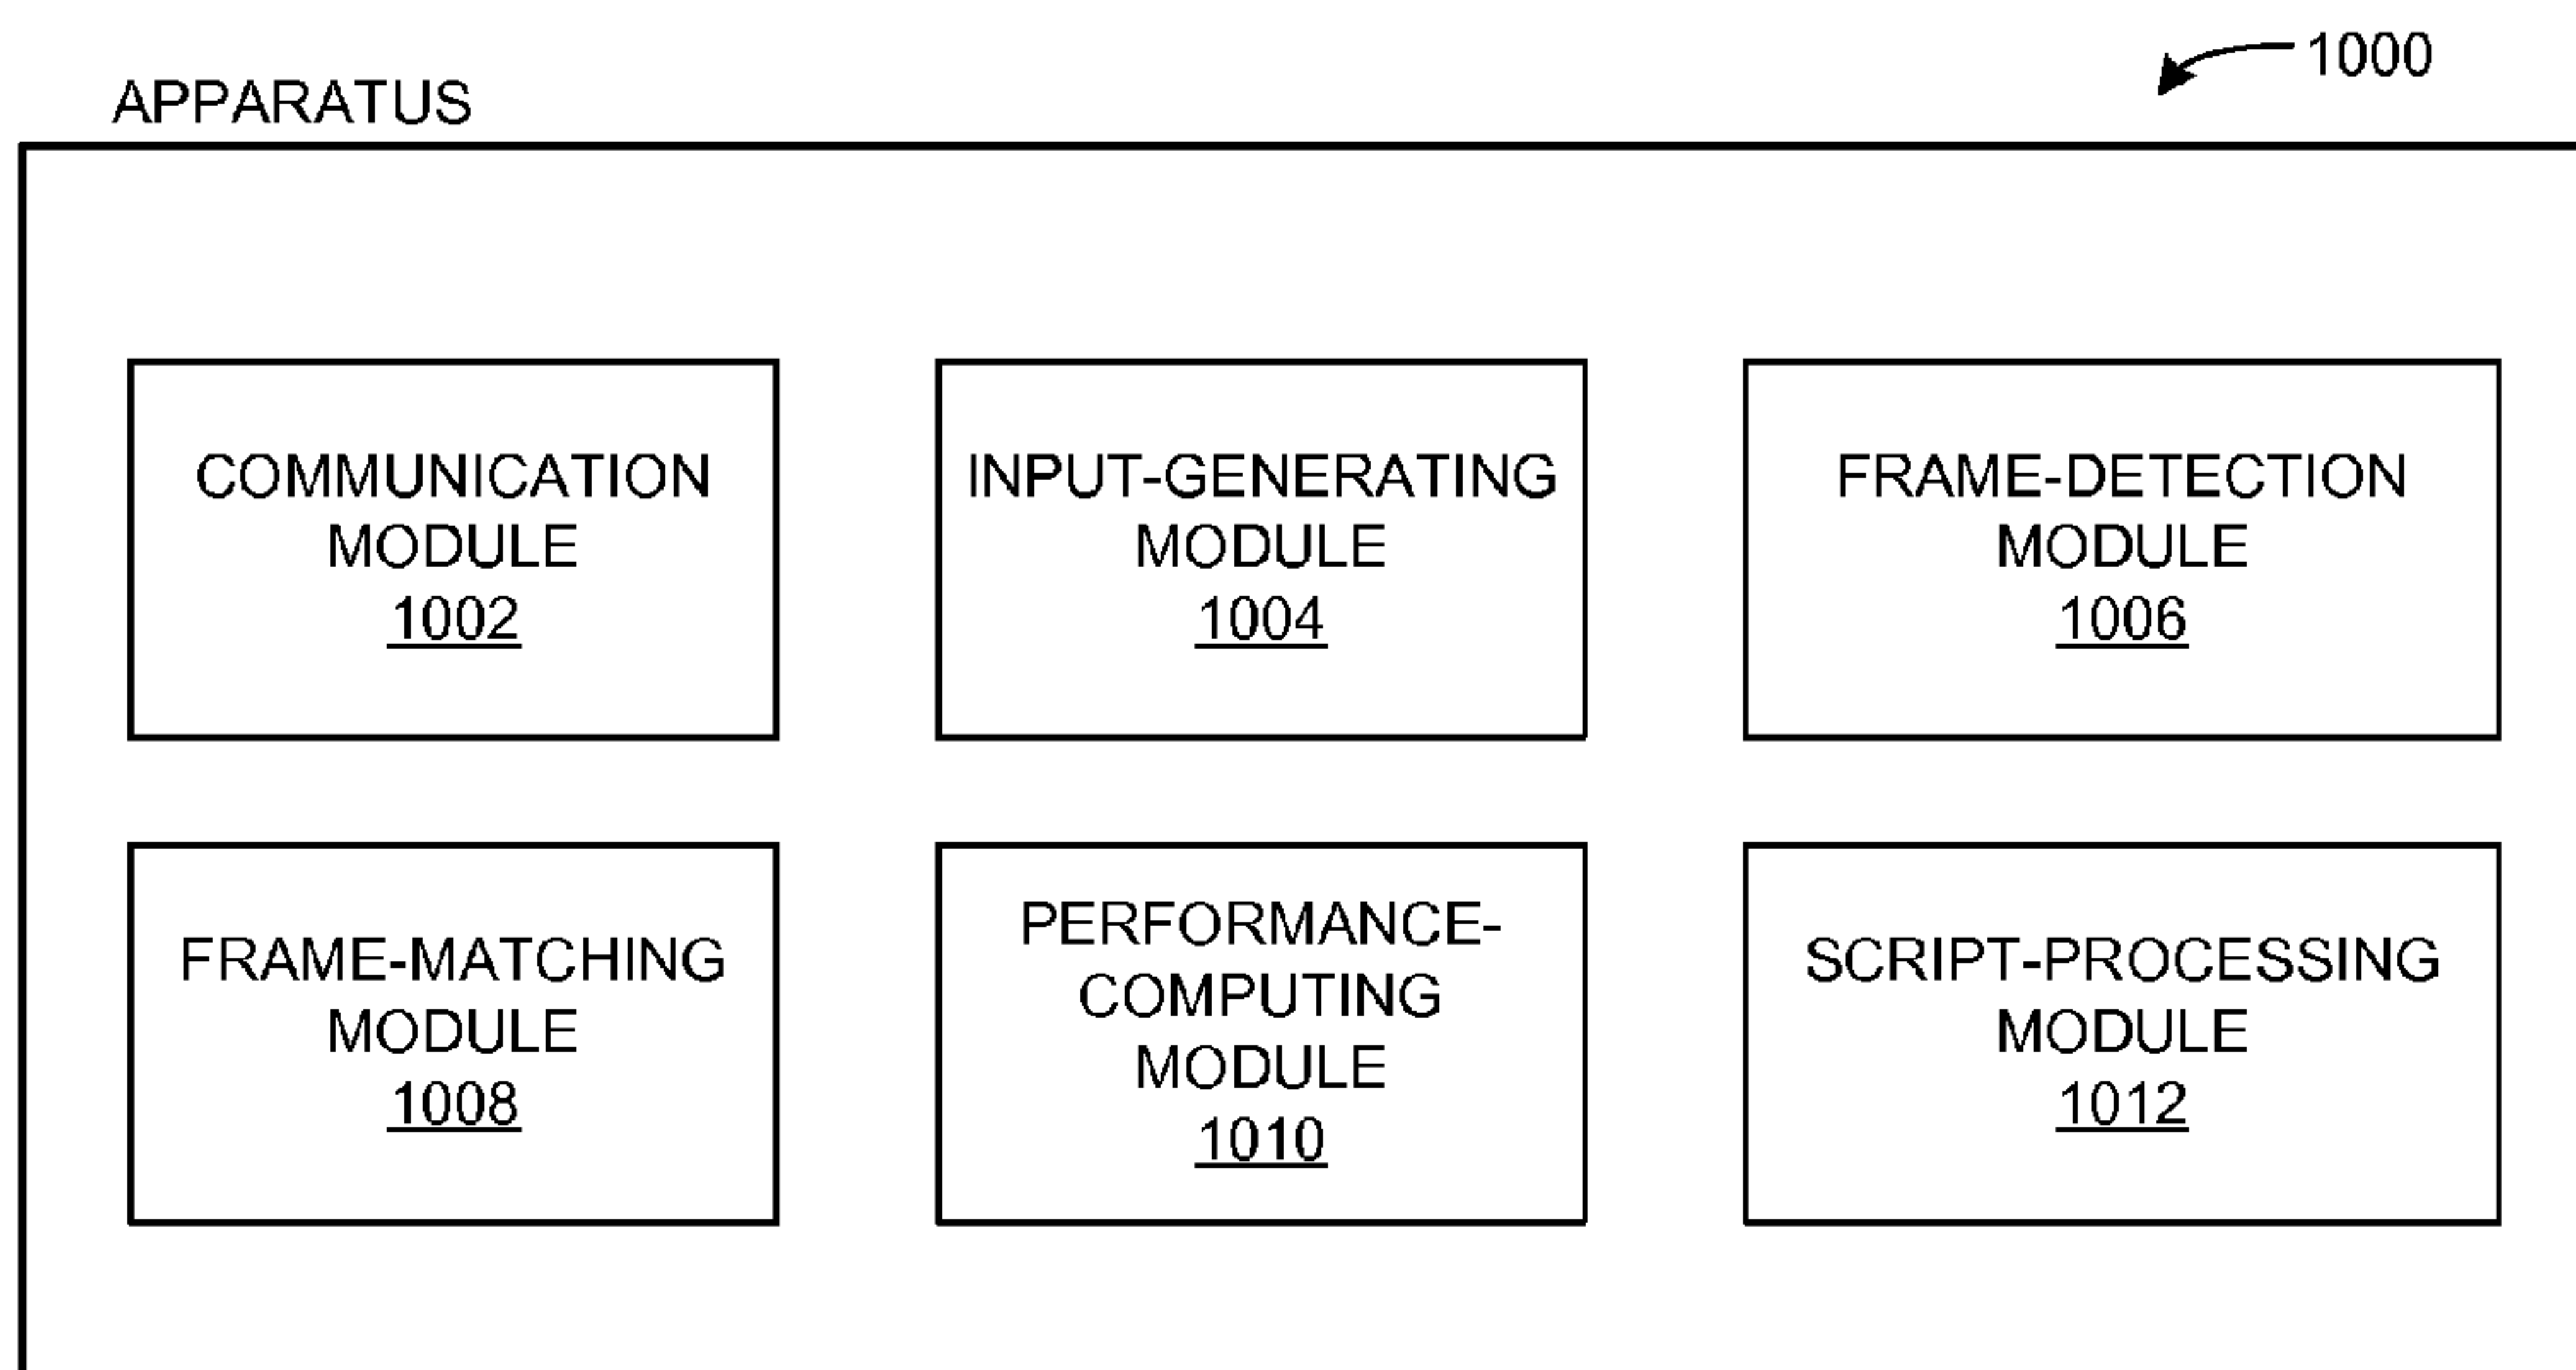 1000
APPARATUS
COMMUNICATION
MODULE
1002
INPUT-GENERATING
MODULE
1004
FRAME-DETECTION
MODULE
1006
FRAME-MATCHING
MODULE
1008
PERFORMANCE-
COMPUTING
MODULE
1010
SCRIPT-PROCESSING
MODULE
1012